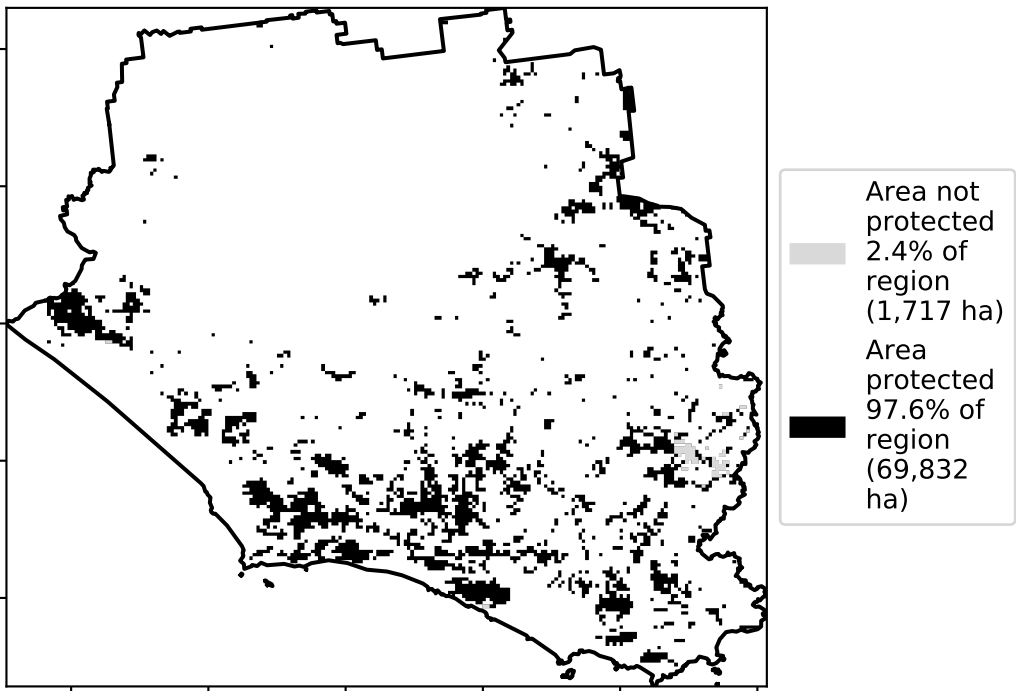 Area not
protected
2.4% of
region
(1,717 ha)
Area
protected
97.6% of
region
(69,832
ha)